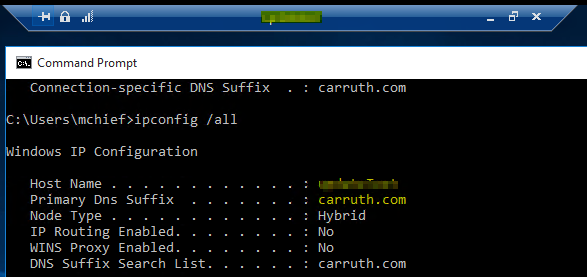 Command Prompt
Connection-specific DNS Suffix . : carruth.com
C:\Users\mchief>ipconfig /all
Windows IP Configuration
Host Name . . . . . . . . . . . . :
Primary Dns Suffix . . . . . . . : carruth.com
Node Type . . . . . . . . . . . . : Hybrid
IP Routing Enabled. . . . . . . . : No
WINS Proxy Enabled. . . . . . . . : No
DNS Suffix Search List. . . . . . : carruth.com